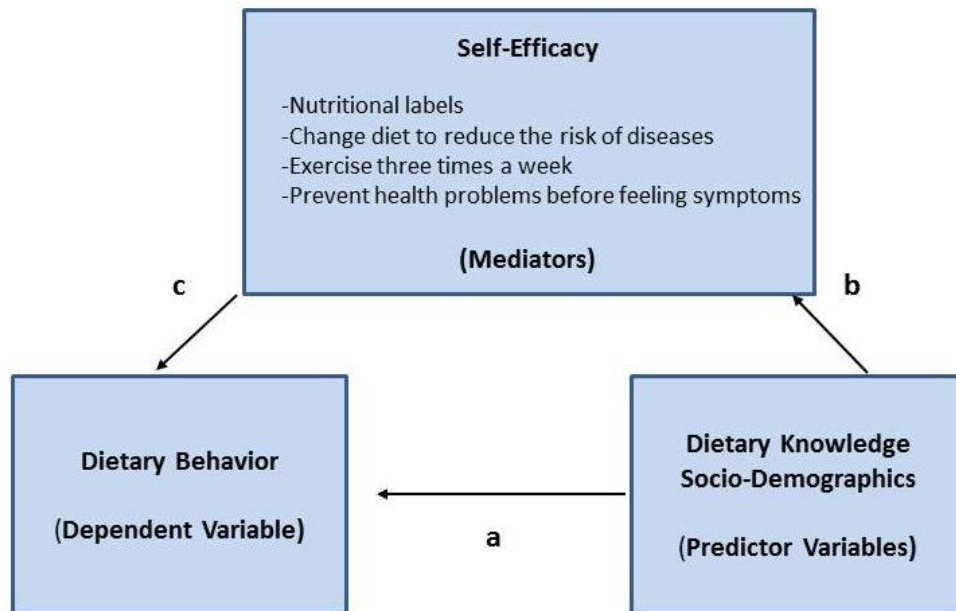 Self-Efficacy
-Nutritional labels
-Change diet to reduce the risk of diseases
-Exercise three times a week
-Prevent health problems before feeling symptoms
(Mediators)
c
b
Dietary Behavior
(Dependent Variable)
a
Dietary Knowledge
Socio-Demographics
(Predictor Variables)